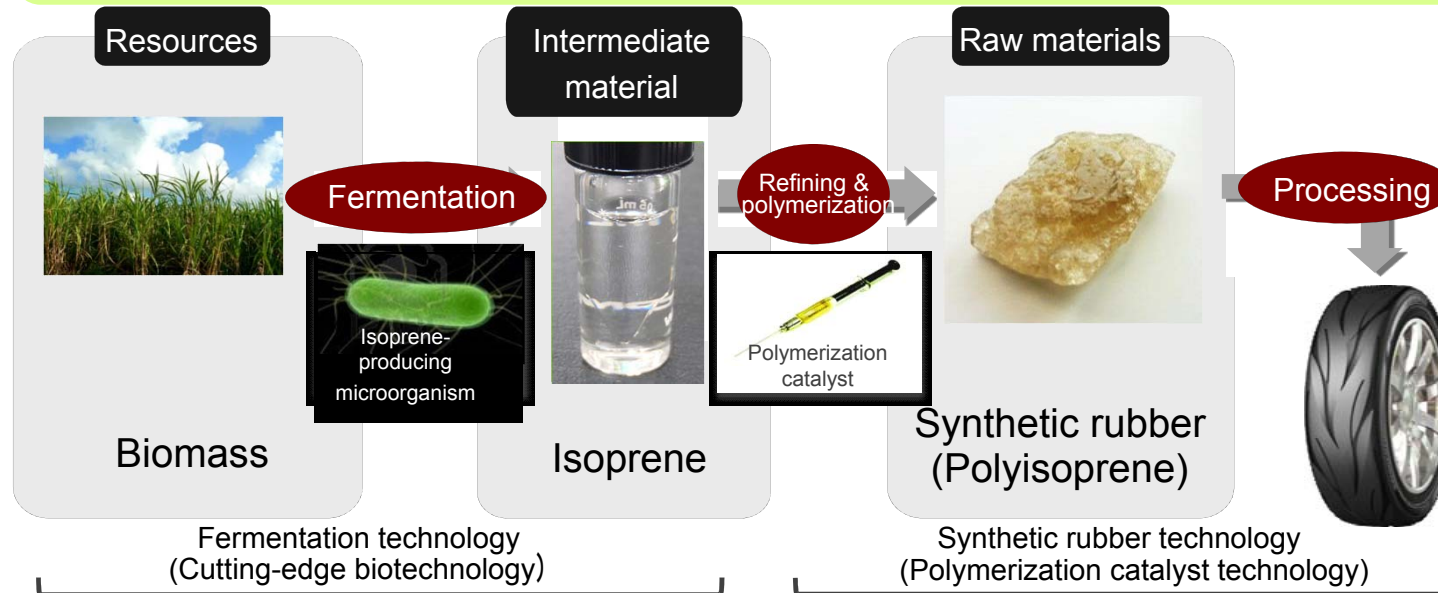 Resources
Intermediate
material
Raw materials
Fermentation
Refining &
polymerization
Processing
Isoprene-
producing
microorganism
Polymerization
catalyst
Biomass
Isoprene
Synthetic rubber
(Polyisoprene)
Fermentation technology
(Cutting-edge biotechnology)
Synthetic rubber technology
(Polymerization catalyst technology)